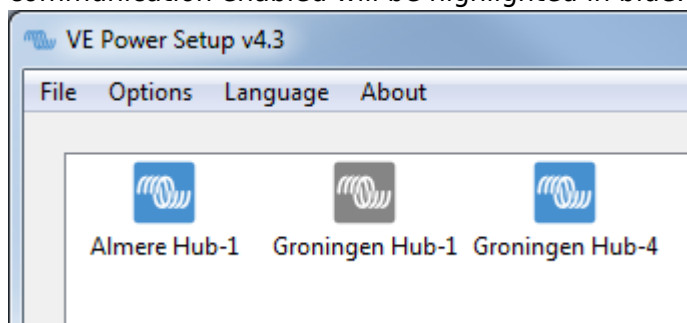 communication enabled will be highlighted in blue.
VE Power Setup v4.3
File Options Language About
Almere Hub-1 Groningen Hub-1 Groningen Hub-4